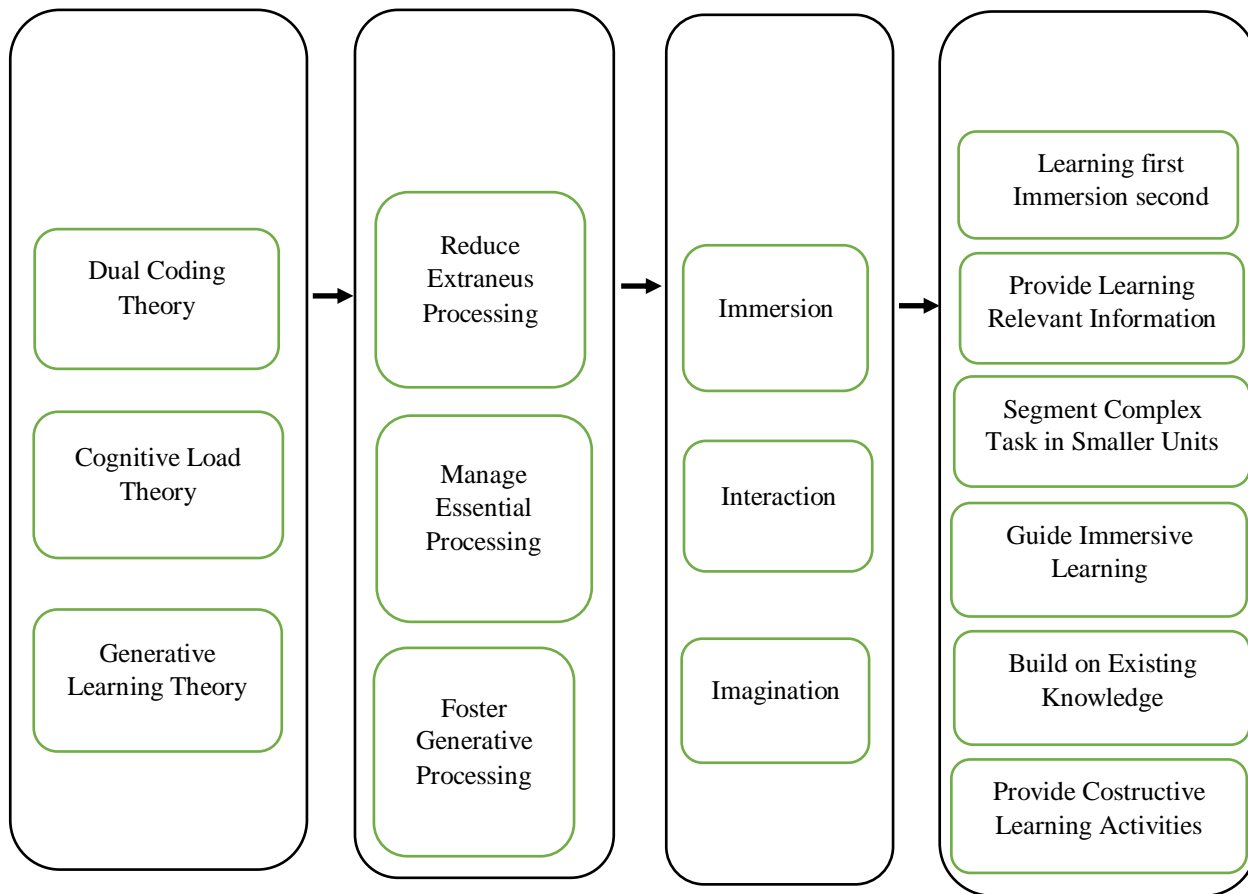 Dual Coding
Theory
Cognitive Load
Theory
Generative
Learning Theory
Reduce
Extraneus
Processing
Manage
Essential
Processing
Foster
Generative
Processing
Immersion
Interaction
Imagination
Learning first
Immersion second
Provide Learning
Relevant Information
Segment Complex
Task in Smaller Units
Guide Immersive
Learning
Build on Existing
Knowledge
Provide Costructive
Learning Activities